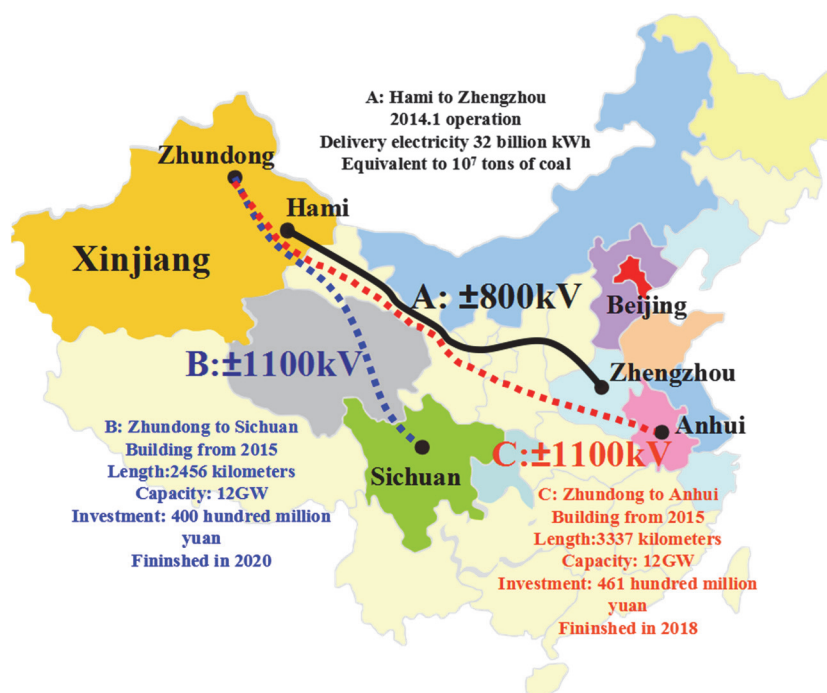 A: Hami to Zhengzhou
2014.1 operation
Delivery electricity 32 billion kWh
Equivalent to 10⁷ tons of coal
Zhundong
Hami
Xinjiang
A: ±800kV
Beijing
B:±1100kV
Zhengzhou
Anhui
B: Zhundong to Sichuan
Building from 2015
Length:2456 kilometers
Capacity: 12GW
Investment: 400 hundred million
yuan
Fininshed in 2020
Sichuan
C:±1100kV
C: Zhundong to Anhui
Building from 2015
Length:3337 kilometers
Capacity: 12GW
Investment: 461 hundred million
yuan
Fininshed in 2018